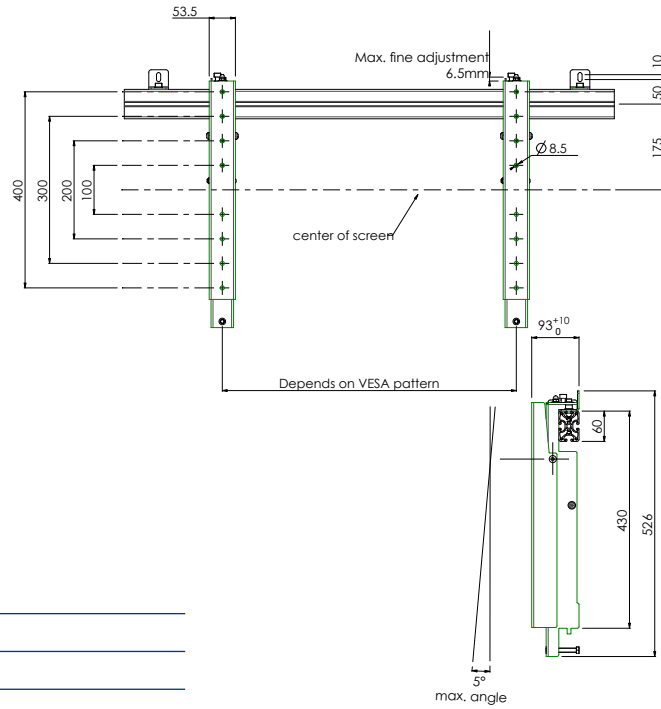 53.5
Max. fine adjustment
6.5mm
10
50
175
Ø8.5
400
300
200
100
center of screen
Depends on VESA pattern
93 +10
0
60
430
526
5°
max. angle